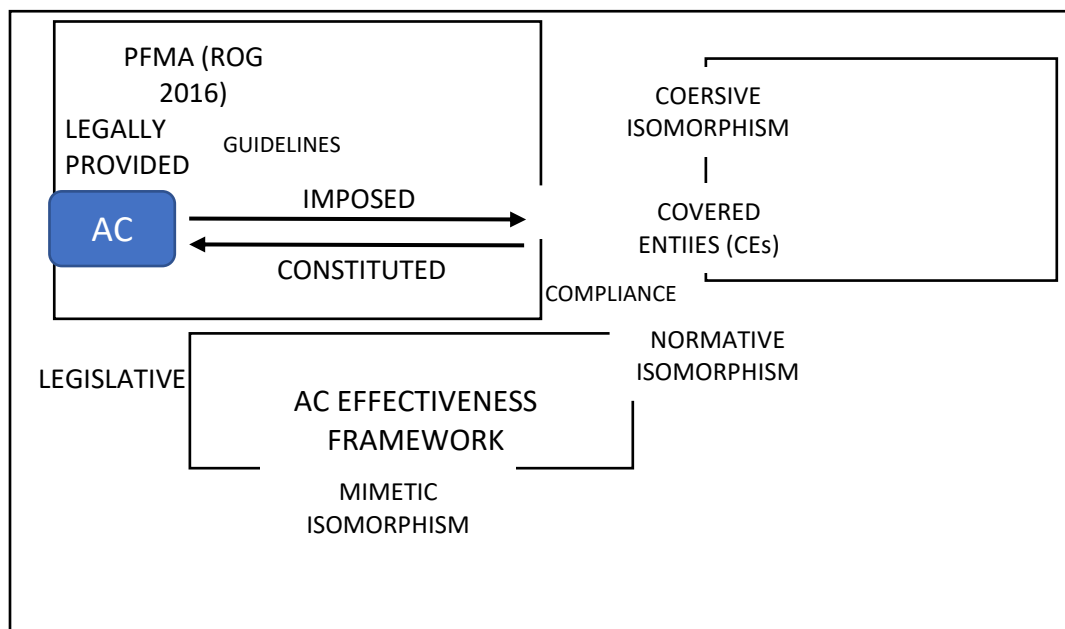 PFMA (ROG
2016)
LEGALLY
PROVIDED
GUIDELINES
AC
IMPOSED
CONSTITUTED
COERSIVE
ISOMORPHISM
COVERED
ENTIIES (CEs)
COMPLIANCE
NORMATIVE
ISOMORPHISM
LEGISLATIVE
AC EFFECTIVENESS
FRAMEWORK
MIMETIC
ISOMORPHISM